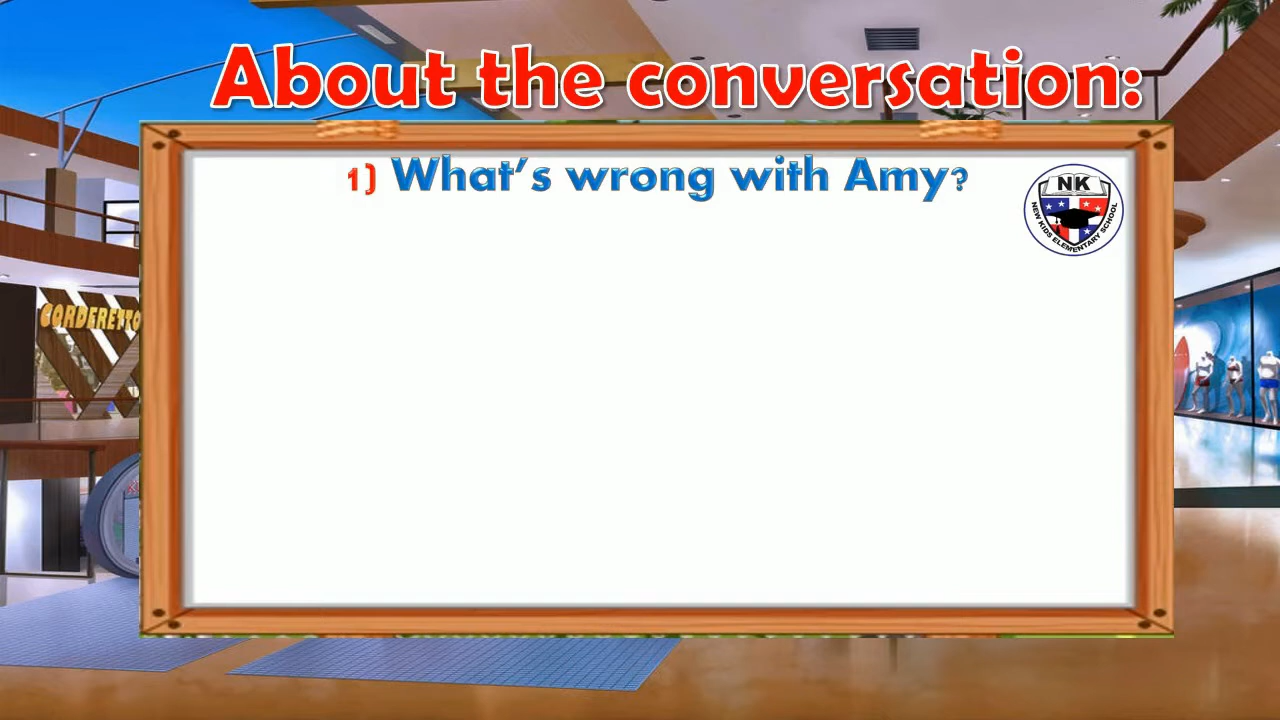 About the conversation:
1) What's wrong with Amy?
NK
NEW KIDS ELEMENTARY SCHOOL
CORDERETTO